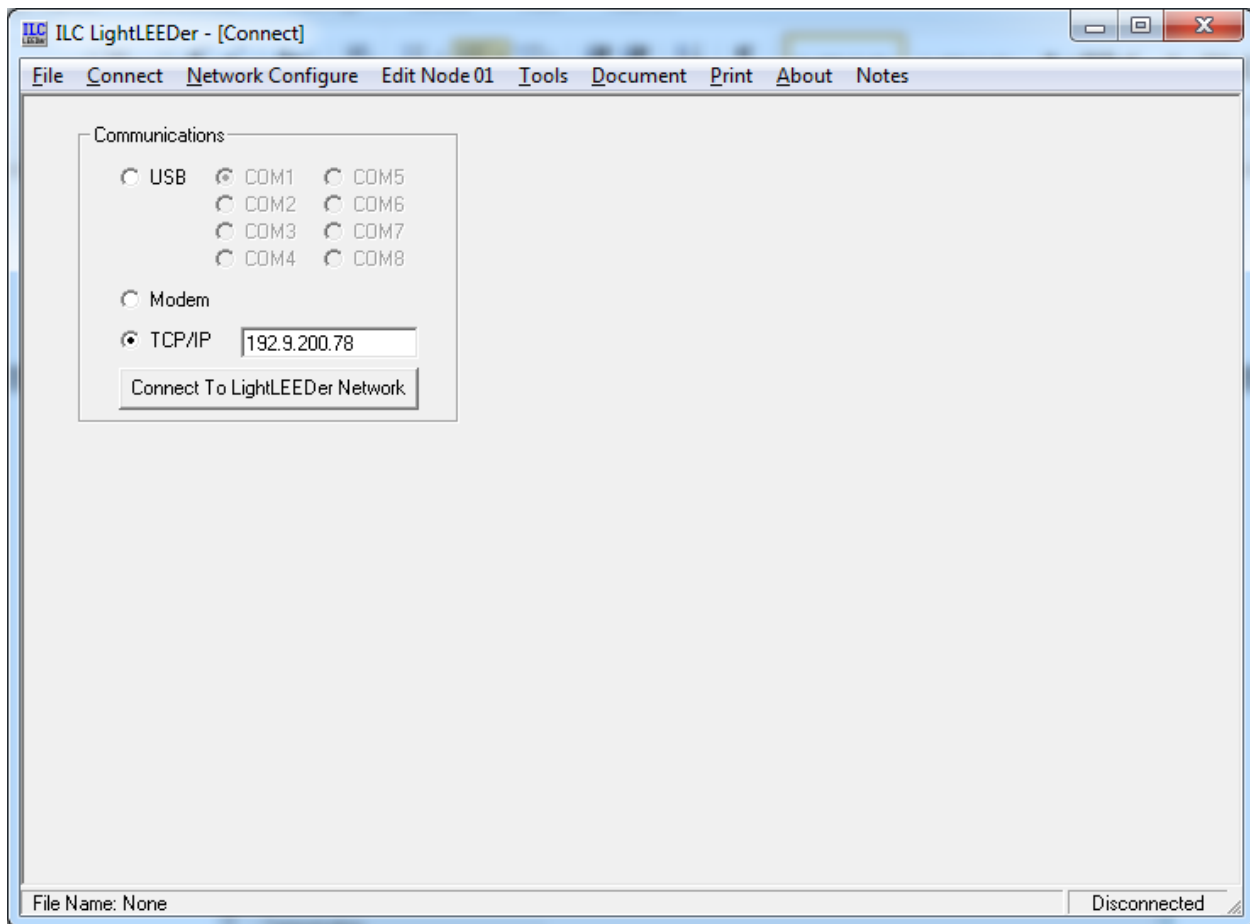 ILC LightLEEDer - [Connect]
File Connect Network Configure Edit Node 01 Tools Document Print About Notes
Communications
USB COM1 COM5
COM2 COM6
COM3 COM7
COM4 COM8
Modem
TCP/IP 192.9.200.78
Connect To LightLEEDer Network
File Name: None Disconnected